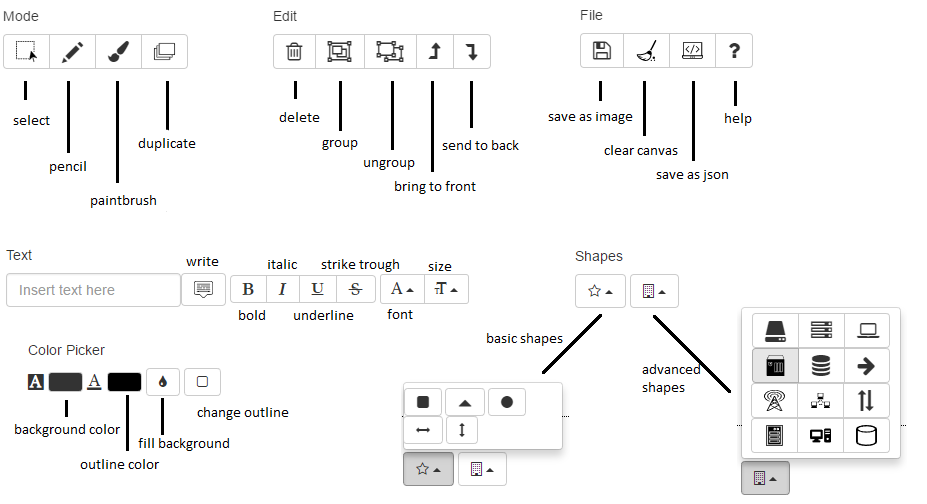 Mode
select
pencil
paintbrush
duplicate
Edit
delete
group
ungroup
bring to front
send to back
File
?
save as image
clear canvas
save as json
help
Text
Insert text here
write
B I U S A T
italic
strike trough
size
bold
underline
font
Color Picker
A A
background color
outline color
fill background
change outline
Shapes
basic shapes
advanced
shapes